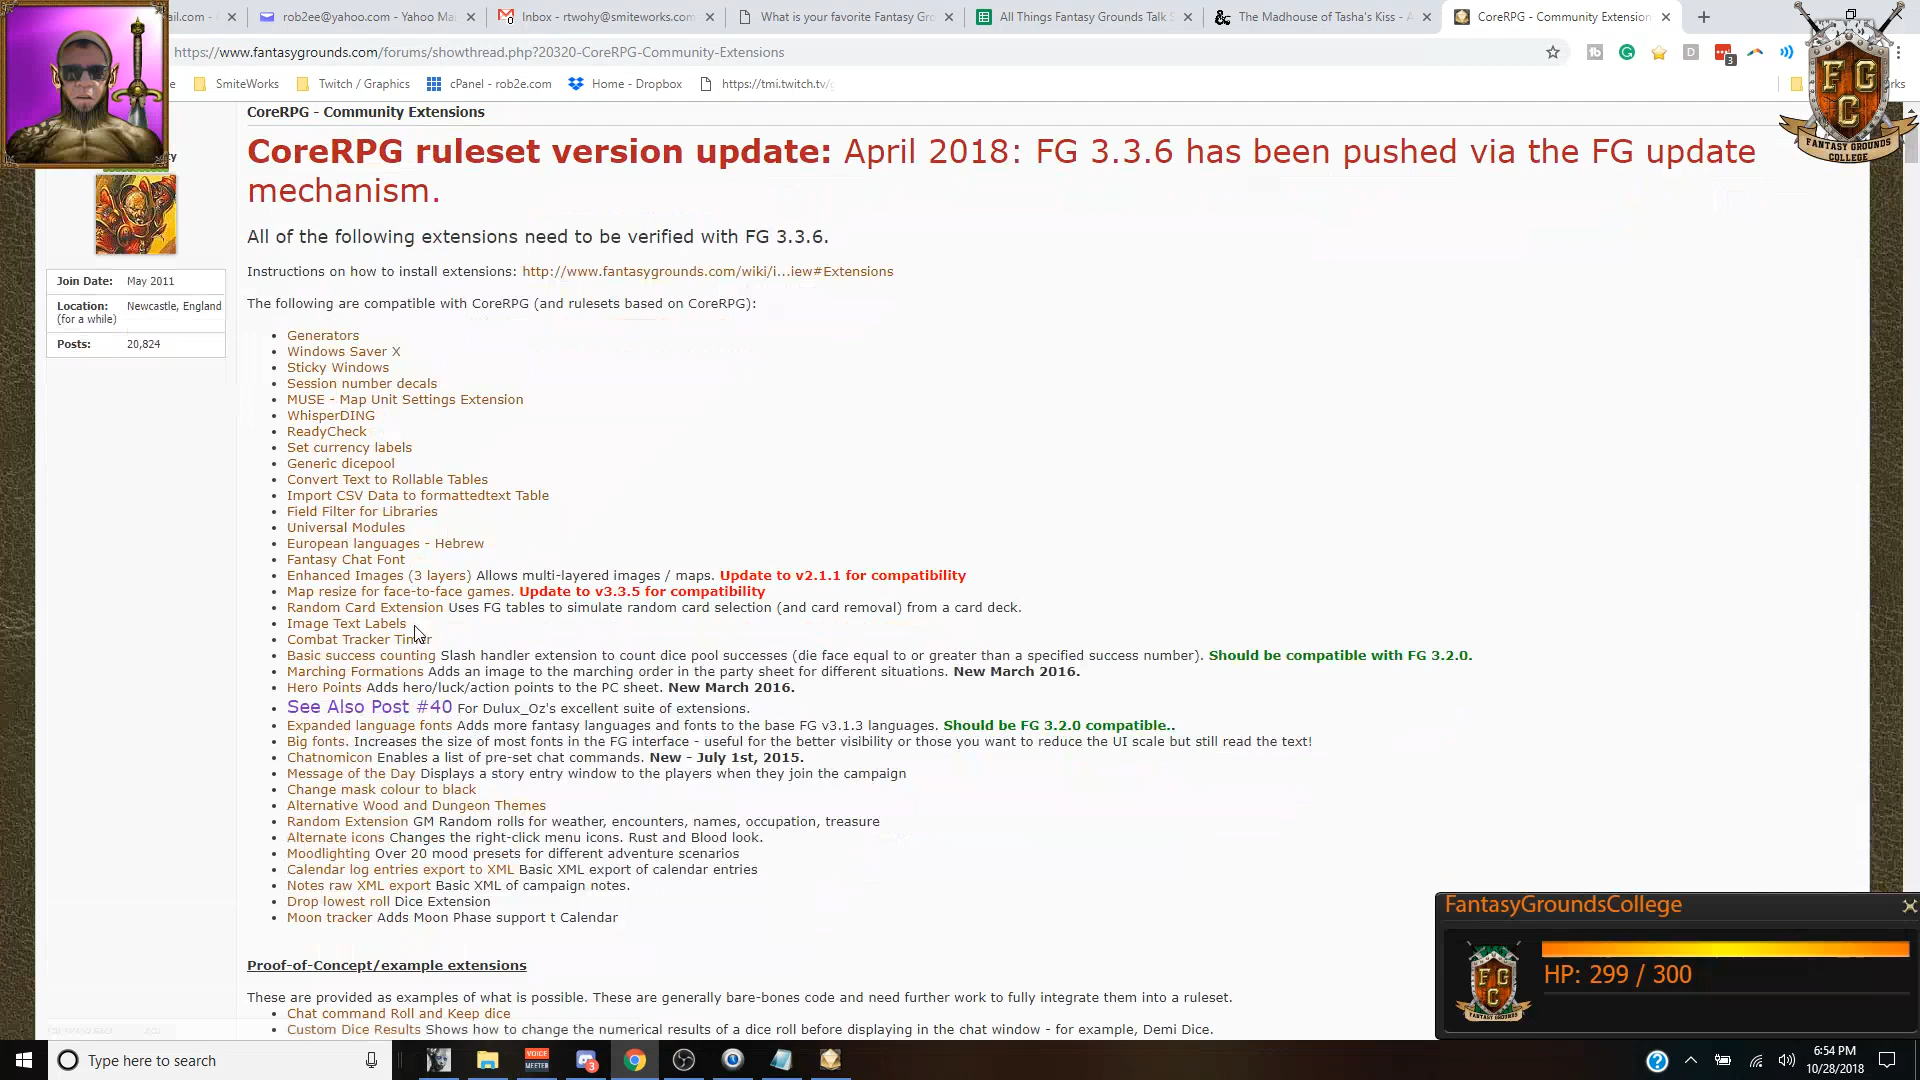 ail.com -
rob2ee@yahoo.com - Yahoo Ma
Inbox - rtwohy@smiteworks.com
What is your favorite Fantasy Gro
All Things Fantasy Grounds Talk S
The Madhouse of Tasha's Kiss - A
CoreRPG - Community Extension
https://www.fantasygrounds.com/forums/showthread.php?20320-CoreRPG-Community-Extensions
SmiteWorks
Twitch / Graphics
cPanel - rob2e.com
Home - Dropbox
https://tmi.twitch.tv/
rks
D
3
FGC
FANTASY GROUNDS
COLLEGE
CoreRPG - Community Extensions
CoreRPG ruleset version update: April 2018: FG 3.3.6 has been pushed via the FG update
mechanism.
All of the following extensions need to be verified with FG 3.3.6.
Join Date: May 2011
Location: Newcastle, England
(for a while)
Posts: 20,824
Instructions on how to install extensions: http://www.fantasygrounds.com/wiki/i...iew#Extensions
The following are compatible with CoreRPG (and rulesets based on CoreRPG):
• Generators
• Windows Saver X
• Sticky Windows
• Session number decals
• MUSE - Map Unit Settings Extension
• WhisperDING
• ReadyCheck
• Set currency labels
• Generic dicepool
• Convert Text to Rollable Tables
• Import CSV Data to formattedtext Table
• Field Filter for Libraries
• Universal Modules
• European languages - Hebrew
• Fantasy Chat Font
• Enhanced Images (3 layers) Allows multi-layered images / maps. Update to v2.1.1 for compatibility
• Map resize for face-to-face games. Update to v3.3.5 for compatibility
• Random Card Extension Uses FG tables to simulate random card selection (and card removal) from a card deck.
• Image Text Labels
• Combat Tracker Timer
• Basic success counting Slash handler extension to count dice pool successes (die face equal to or greater than a specified success number). Should be compatible with FG 3.2.0.
• Marching Formations Adds an image to the marching order in the party sheet for different situations. New March 2016.
• Hero Points Adds hero/luck/action points to the PC sheet. New March 2016.
• See Also Post #40 For Dulux_Oz's excellent suite of extensions.
• Expanded language fonts Adds more fantasy languages and fonts to the base FG v3.1.3 languages. Should be FG 3.2.0 compatible..
• Big fonts. Increases the size of most fonts in the FG interface - useful for the better visibility or those you want to reduce the UI scale but still read the text!
• Chatnomicon Enables a list of pre-set chat commands. New - July 1st, 2015.
• Message of the Day Displays a story entry window to the players when they join the campaign
• Change mask colour to black
• Alternative Wood and Dungeon Themes
• Random Extension GM Random rolls for weather, encounters, names, occupation, treasure
• Alternate icons Changes the right-click menu icons. Rust and Blood look.
• Moodlighting Over 20 mood presets for different adventure scenarios
• Calendar log entries export to XML Basic XML export of calendar entries
• Notes raw XML export Basic XML of campaign notes.
• Drop lowest roll Dice Extension
• Moon tracker Adds Moon Phase support t Calendar
Proof-of-Concept/example extensions
These are provided as examples of what is possible. These are generally bare-bones code and need further work to fully integrate them into a ruleset.
• Chat command Roll and Keep dice
• Custom Dice Results Shows how to change the numerical results of a dice roll before displaying in the chat window - for example, Demi Dice.
FantasyGroundsCollege
HP: 299 / 300
Type here to search
VOICE
MEETER
3
6:54 PM
10/28/2018